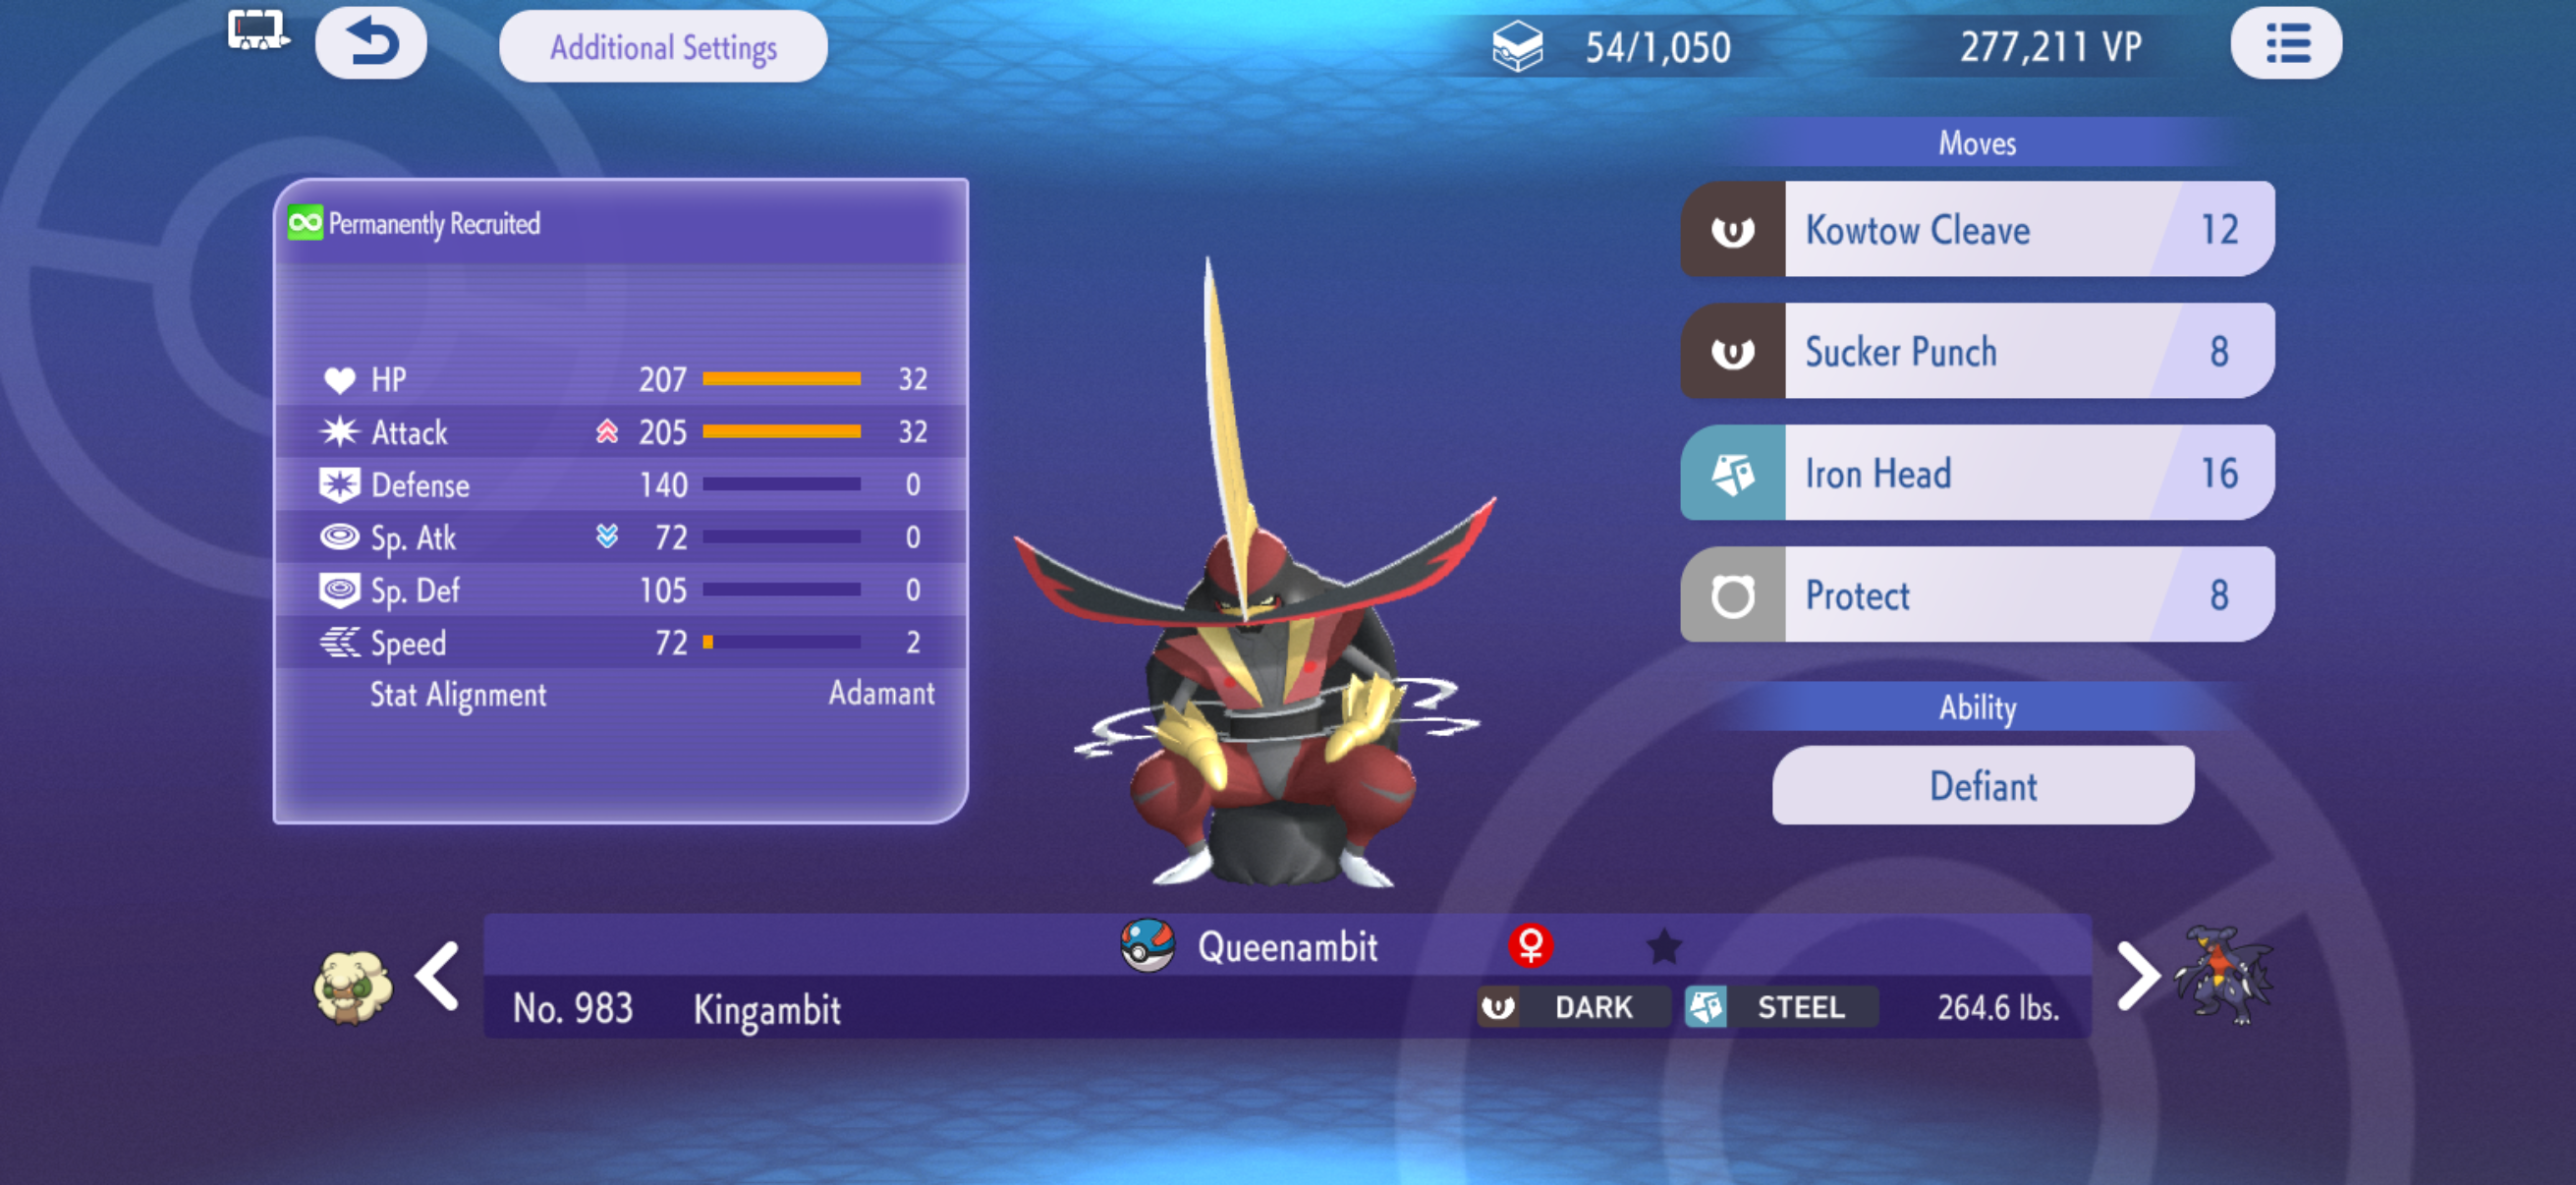 Additional Settings
54/1,050
277,211 VP
Permanently Recruited
HP 207 32
Attack 205 32
Defense 140 0
Sp. Atk 72 0
Sp. Def 105 0
Speed 72 2
Stat Alignment Adamant
Moves
Kowtow Cleave 12
Sucker Punch 8
Iron Head 16
Protect 8
Ability
Defiant
Queenambit
No. 983 Kingambit DARK STEEL 264.6 lbs.